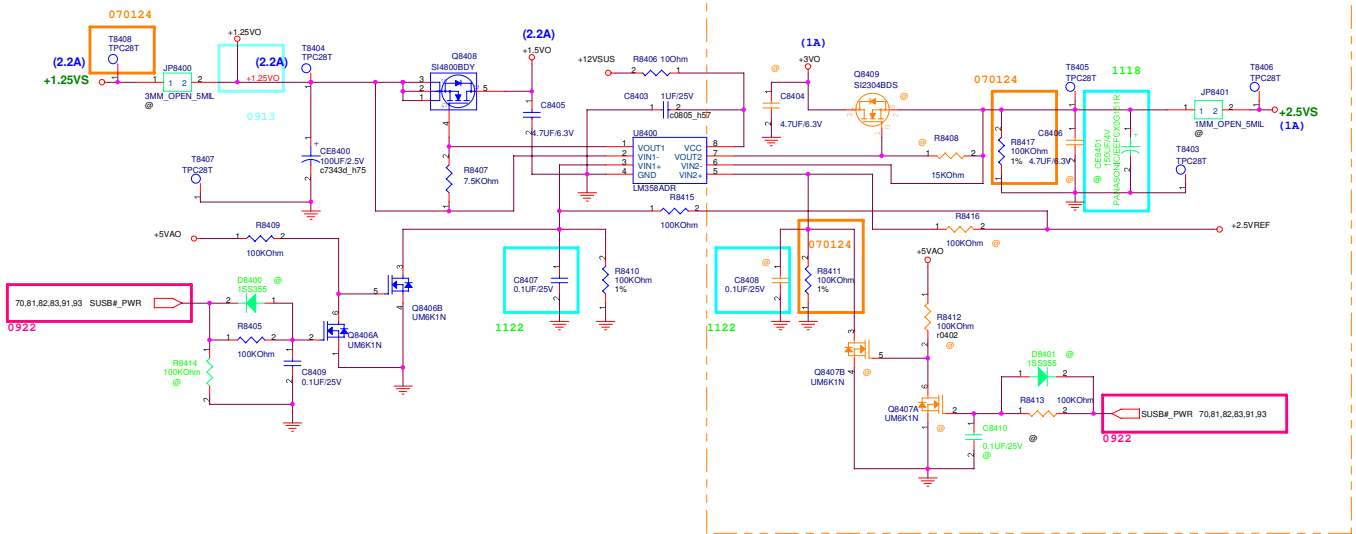 070124
T8408
TPC28T
(2.2A)
+1.25VS
JP8400
1 2
3MM_OPEN_5MIL
@
+1.25VO
(2.2A)
+1.25VO
0913
T8404
TPC28T
CE8400
100UF/2.5V
c7343d_h75
T8407
TPC28T
Q8408
SI4800BDY
(2.2A)
+1.5VO
C8405
4.7UF/6.3V
R8407
7.5KOhm
+12VSUS
R8406 10Ohm
C8403
1UF/25V
c0805_h57
U8400
VOUT1
VIN1-
VIN1+
GND
VCC
VOUT2
VIN2-
VIN2+
LM358ADR
R8415
100KOhm
(1A)
+3VO
C8404
4.7UF/6.3V
Q8409
SI2304BDS
@
R8408
15KOhm
070124
R8417
100KOhm
1%
T8405
TPC28T
C8406
4.7UF/6.3V
@
1118
@ CE8401
150UF/4V
T8406
TPC28T
JP8401
1 2
1MM_OPEN_5MIL
@
+2.5VS
(1A)
T8403
TPC28T
R8416
100KOhm
@
+2.5VREF
+5VAO
R8409
100KOhm
70,81,82,83,91,93 SUSB#_PWR
0922
D8400
1SS355
@
R8405
100KOhm
R8414
100KOhm
@
C8409
0.1UF/25V
Q8406A
UM6K1N
Q8406B
UM6K1N
C8407
0.1UF/25V
1122
R8410
100KOhm
1%
C8408
0.1UF/25V
@
1122
070124
R8411
100KOhm
1%
+5VAO
R8412
100KOhm
r0402
@
Q8407B
UM6K1N
@
Q8407A
UM6K1N
@
D8401
1SS355
@
R8413
100KOhm
@
C8410
0.1UF/25V
@
SUSB#_PWR 70,81,82,83,91,93
0922